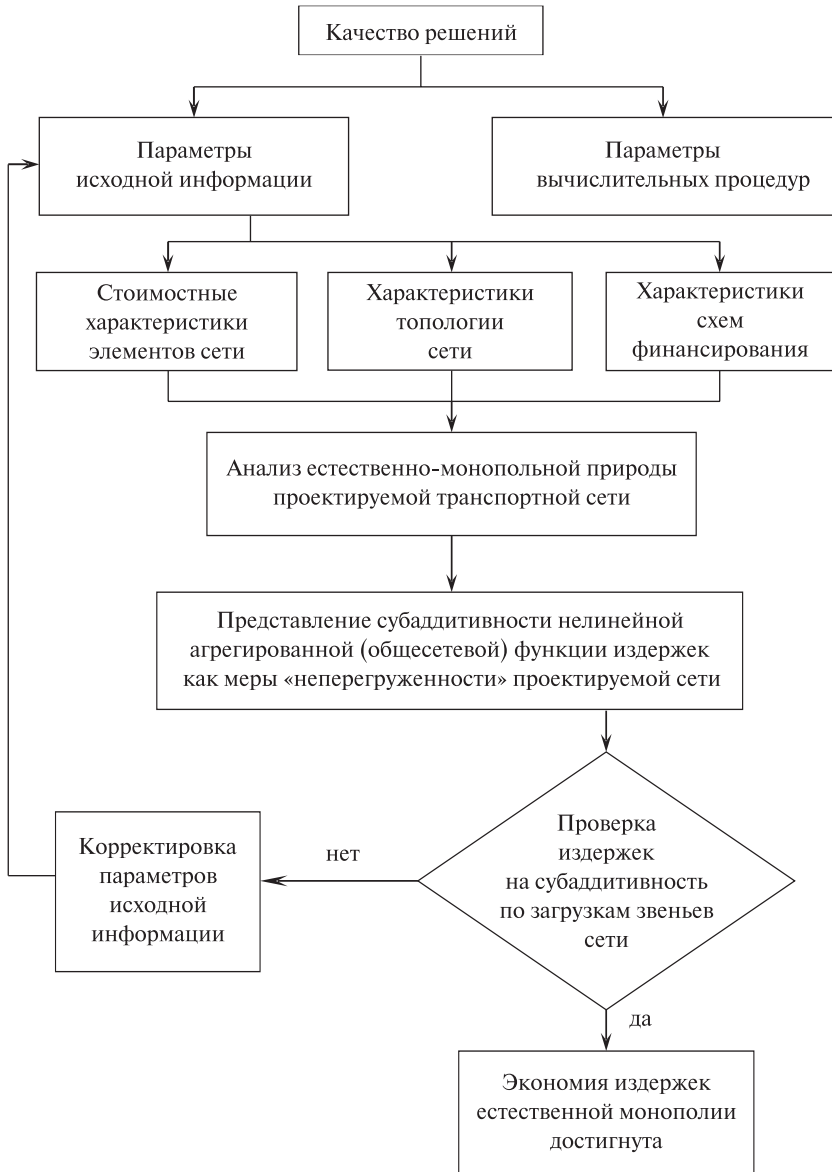 Качество решений
Параметры
исходной информации
Параметры
вычислительных процедур
Стоимостные
характеристики
элементов сети
Характеристики
топологии
сети
Характеристики
схем
финансирования
Анализ естественно-монопольной природы
проектируемой транспортной сети
Представление субаддитивности нелинейной
агрегированной (общесетевой) функции издержек
как меры «неперегруженности» проектируемой сети
Проверка
издержек
на субаддитивность
по загрузкам звеньев
сети
нет
Корректировка
параметров
исходной
информации
да
Экономия издержек
естественной монополии
достигнута